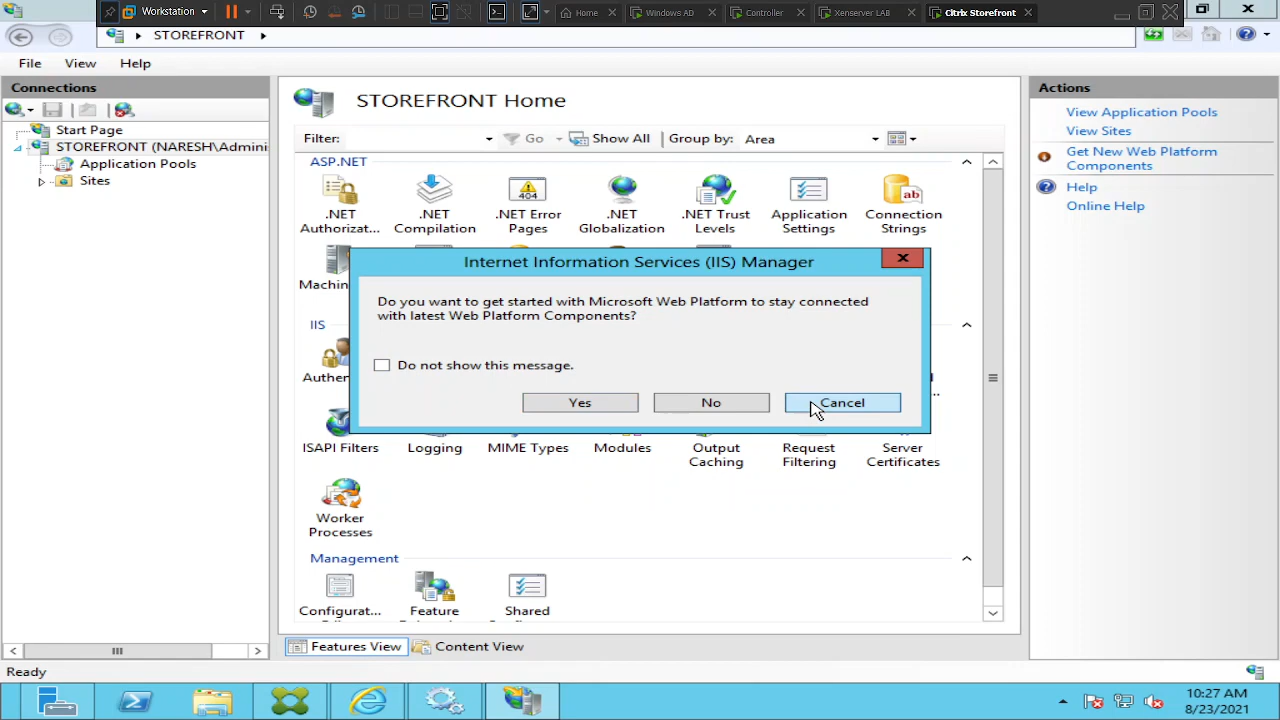 Workstation
Home
Windows AD
Controller
Xenserver1
Citrix Storefront
STOREFRONT
File View Help
Connections
Start Page
STOREFRONT (NARESH\Admini
Application Pools
Sites
STOREFRONT Home
Filter: Go Show All Group by: Area
ASP.NET
.NET Authorizat...
.NET Compilation
.NET Error Pages
.NET Globalization
.NET Trust Levels
Application Settings
Connection Strings
Machin
Internet Information Services (IIS) Manager
Do you want to get started with Microsoft Web Platform to stay connected
with latest Web Platform Components?
Do not show this message.
Yes No Cancel
IIS
Authen
ISAPI Filters
Logging
MIME Types
Modules
Output Caching
Request Filtering
Server Certificates
Worker Processes
Management
Configurat...
Feature
Shared
Features View Content View
Actions
View Application Pools
View Sites
Get New Web Platform
Components
Help
Online Help
Ready
10:27 AM
8/23/2021